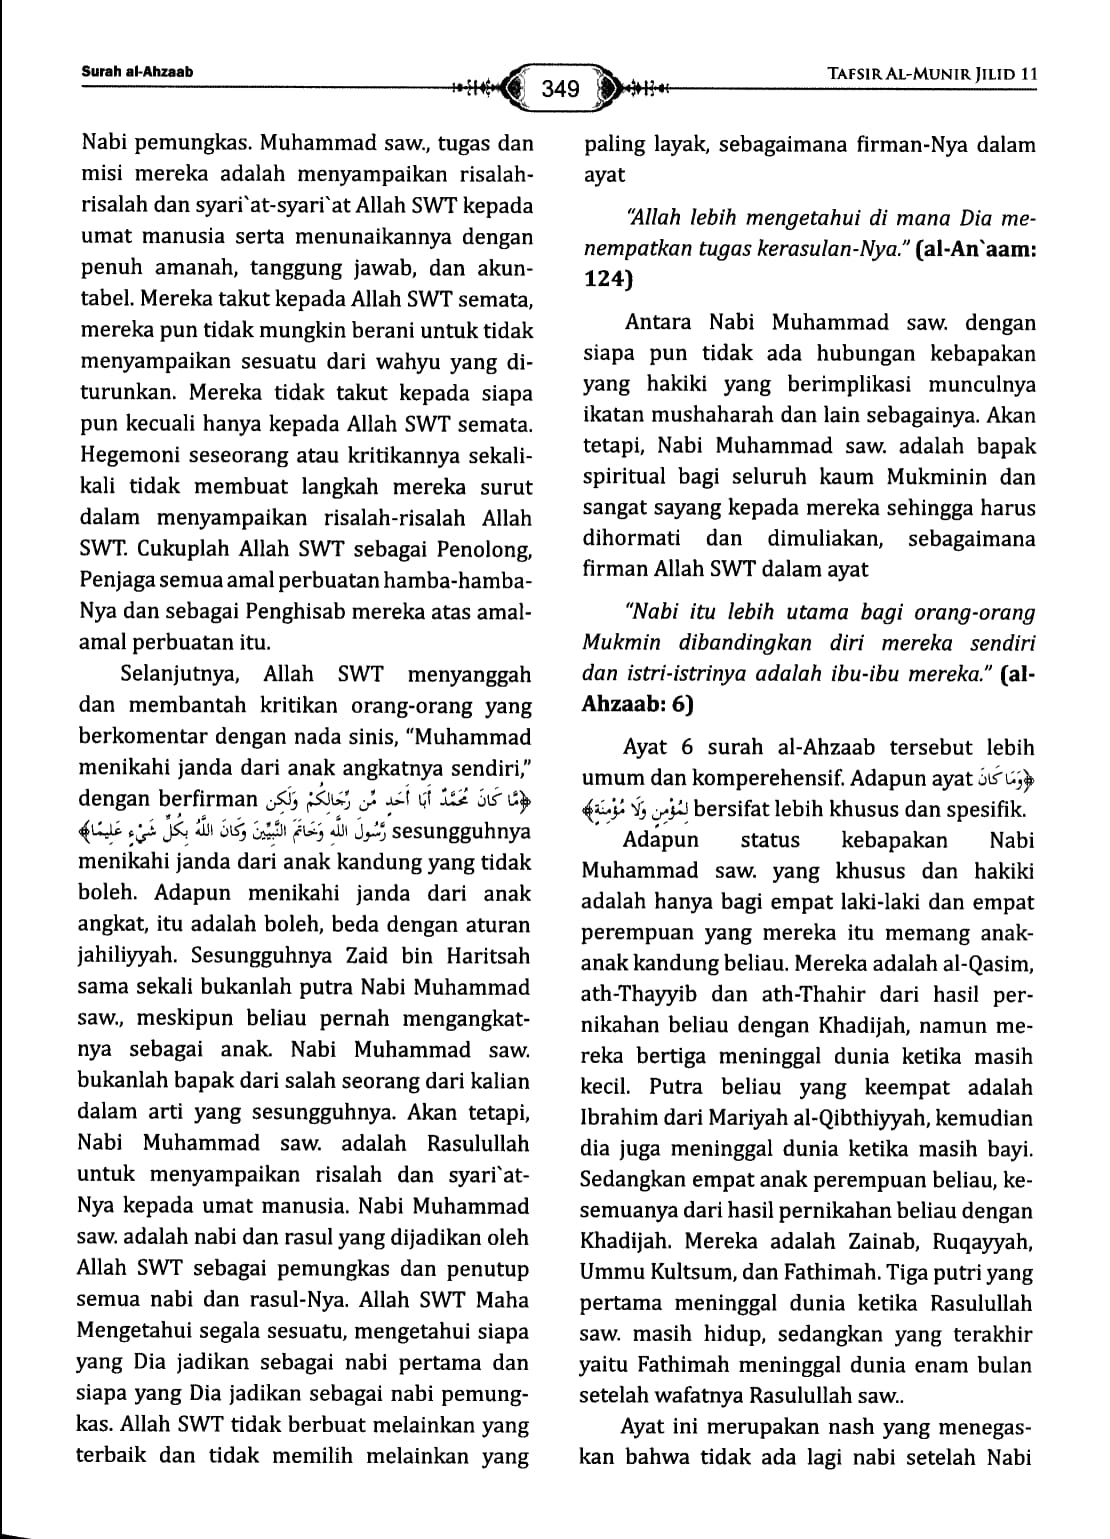 Surah al-Ahzaab
349
TAFSIR AL-MUNIR JILID 11
Nabi pemungkas. Muhammad saw., tugas dan
misi mereka adalah menyampaikan risalah-
risalah dan syari`at-syari`at Allah SWT kepada
umat manusia serta menunaikannya dengan
penuh amanah, tanggung jawab, dan akun-
tabel. Mereka takut kepada Allah SWT semata,
mereka pun tidak mungkin berani untuk tidak
menyampaikan sesuatu dari wahyu yang di-
turunkan. Mereka tidak takut kepada siapa
pun kecuali hanya kepada Allah SWT semata.
Hegemoni seseorang atau kritikannya sekali-
kali tidak membuat langkah mereka surut
dalam menyampaikan risalah-risalah Allah
SWT. Cukuplah Allah SWT sebagai Penolong,
Penjaga semua amal perbuatan hamba-hamba-
Nya dan sebagai Penghisab mereka atas amal-
amal perbuatan itu.
Selanjutnya, Allah SWT menyanggah
dan membantah kritikan orang-orang yang
berkomentar dengan nada sinis, “Muhammad
menikahi janda dari anak angkatnya sendiri,”
dengan berfirman ﴿مَّا كَانَ مُحَمَّدٌ أَبَا أَحَدٍ مِّن رِّجَالِكُمْ وَلَٰكِن
رَّسُولَ اللَّهِ وَخَاتَمَ النَّبِيِّينَ وَكَانَ اللَّهُ بِكُلِّ شَيْءٍ عَلِيمًا﴾ sesungguhnya
menikahi janda dari anak kandung yang tidak
boleh. Adapun menikahi janda dari anak
angkat, itu adalah boleh, beda dengan aturan
jahiliyyah. Sesungguhnya Zaid bin Haritsah
sama sekali bukanlah putra Nabi Muhammad
saw., meskipun beliau pernah mengangkat-
nya sebagai anak. Nabi Muhammad saw.
bukanlah bapak dari salah seorang dari kalian
dalam arti yang sesungguhnya. Akan tetapi,
Nabi Muhammad saw. adalah Rasulullah
untuk menyampaikan risalah dan syari`at-
Nya kepada umat manusia. Nabi Muhammad
saw. adalah nabi dan rasul yang dijadikan oleh
Allah SWT sebagai pemungkas dan penutup
semua nabi dan rasul-Nya. Allah SWT Maha
Mengetahui segala sesuatu, mengetahui siapa
yang Dia jadikan sebagai nabi pertama dan
siapa yang Dia jadikan sebagai nabi pemung-
kas. Allah SWT tidak berbuat melainkan yang
terbaik dan tidak memilih melainkan yang
paling layak, sebagaimana firman-Nya dalam
ayat
“Allah lebih mengetahui di mana Dia me-
nempatkan tugas kerasulan-Nya.” (al-An`aam:
124)
Antara Nabi Muhammad saw. dengan
siapa pun tidak ada hubungan kebapakan
yang hakiki yang berimplikasi munculnya
ikatan mushaharah dan lain sebagainya. Akan
tetapi, Nabi Muhammad saw. adalah bapak
spiritual bagi seluruh kaum Mukminin dan
sangat sayang kepada mereka sehingga harus
dihormati dan dimuliakan, sebagaimana
firman Allah SWT dalam ayat
“Nabi itu lebih utama bagi orang-orang
Mukmin dibandingkan diri mereka sendiri
dan istri-istrinya adalah ibu-ibu mereka.” (al-
Ahzaab: 6)
Ayat 6 surah al-Ahzaab tersebut lebih
umum dan komperehensif. Adapun ayat ﴿وَمَا كَانَ
لِمُؤْمِنٍ وَلَا مُؤْمِنَةٍ﴾ bersifat lebih khusus dan spesifik.
Adapun status kebapakan Nabi
Muhammad saw. yang khusus dan hakiki
adalah hanya bagi empat laki-laki dan empat
perempuan yang mereka itu memang anak-
anak kandung beliau. Mereka adalah al-Qasim,
ath-Thayyib dan ath-Thahir dari hasil per-
nikahan beliau dengan Khadijah, namun me-
reka bertiga meninggal dunia ketika masih
kecil. Putra beliau yang keempat adalah
Ibrahim dari Mariyah al-Qibthiyyah, kemudian
dia juga meninggal dunia ketika masih bayi.
Sedangkan empat anak perempuan beliau, ke-
semuanya dari hasil pernikahan beliau dengan
Khadijah. Mereka adalah Zainab, Ruqayyah,
Ummu Kultsum, dan Fathimah. Tiga putri yang
pertama meninggal dunia ketika Rasulullah
saw. masih hidup, sedangkan yang terakhir
yaitu Fathimah meninggal dunia enam bulan
setelah wafatnya Rasulullah saw..
Ayat ini merupakan nash yang menegas-
kan bahwa tidak ada lagi nabi setelah Nabi